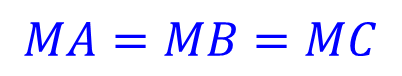 MA = MB = MC